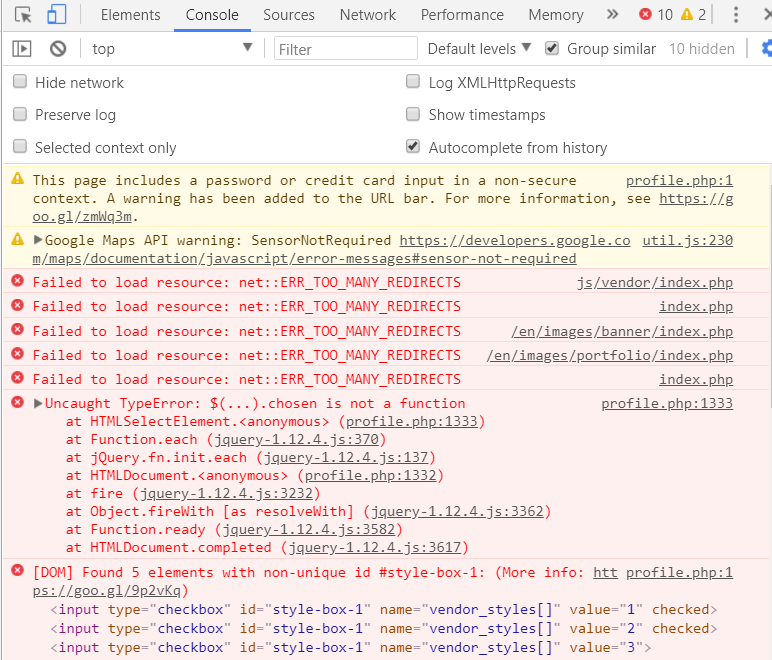 Elements Console Sources Network Performance Memory » 10 2
top Filter Default levels Group similar 10 hidden
Hide network Log XMLHttpRequests
Preserve log Show timestamps
Selected context only Autocomplete from history
This page includes a password or credit card input in a non-secure profile.php:1
context. A warning has been added to the URL bar. For more information, see https://g
oo.gl/zmWq3m.
Google Maps API warning: SensorNotRequired https://developers.google.co util.js:230
m/maps/documentation/javascript/error-messages#sensor-not-required
Failed to load resource: net::ERR_TOO_MANY_REDIRECTS js/vendor/index.php
Failed to load resource: net::ERR_TOO_MANY_REDIRECTS index.php
Failed to load resource: net::ERR_TOO_MANY_REDIRECTS /en/images/banner/index.php
Failed to load resource: net::ERR_TOO_MANY_REDIRECTS /en/images/portfolio/index.php
Failed to load resource: net::ERR_TOO_MANY_REDIRECTS index.php
Uncaught TypeError: $(...).chosen is not a function profile.php:1333
at HTMLSelectElement.<anonymous> (profile.php:1333)
at Function.each (jquery-1.12.4.js:370)
at jQuery.fn.init.each (jquery-1.12.4.js:137)
at HTMLDocument.<anonymous> (profile.php:1332)
at fire (jquery-1.12.4.js:3232)
at Object.fireWith [as resolveWith] (jquery-1.12.4.js:3362)
at Function.ready (jquery-1.12.4.js:3582)
at HTMLDocument.completed (jquery-1.12.4.js:3617)
[DOM] Found 5 elements with non-unique id #style-box-1: (More info: htt profile.php:1
ps://goo.gl/9p2vKq)
<input type="checkbox" id="style-box-1" name="vendor_styles[]" value="1" checked>
<input type="checkbox" id="style-box-1" name="vendor_styles[]" value="2" checked>
<input type="checkbox" id="style-box-1" name="vendor_styles[]" value="3">